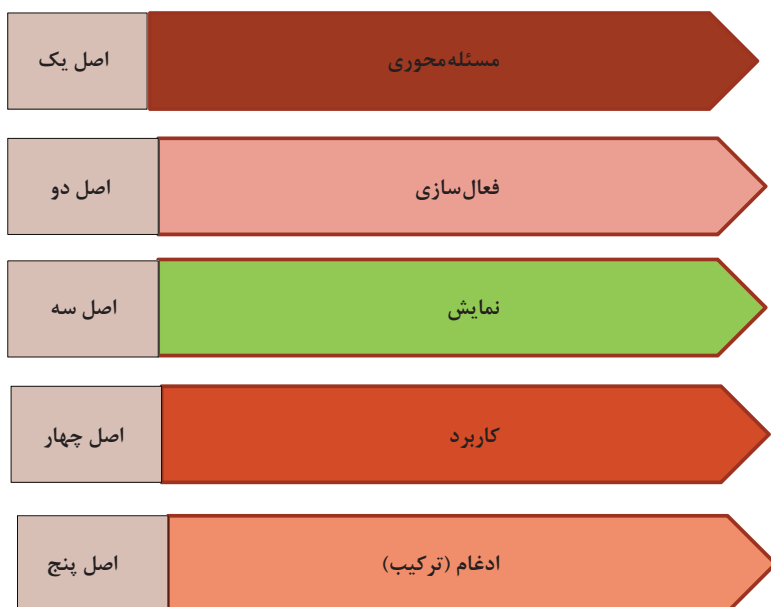 اصل یک
مسئله‌محوری
اصل دو
فعال‌سازی
اصل سه
نمایش
اصل چهار
کاربرد
اصل پنج
ادغام (ترکیب)